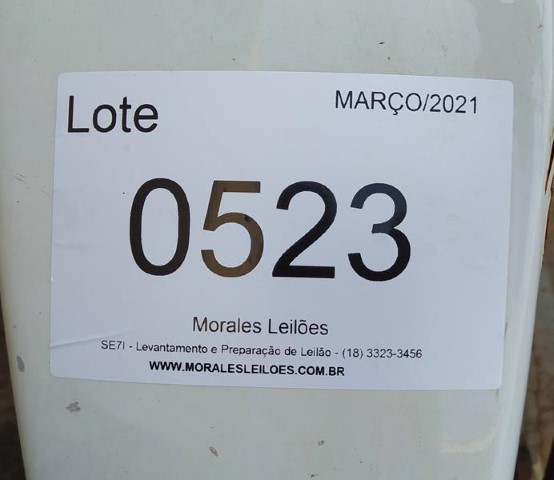 Lote
MARÇO/2021
0523
Morales Leilões
SE7I - Levantamento e Preparação de Leilão - (18) 3323-3456
WWW.MORALESLEILOES.COM.BR